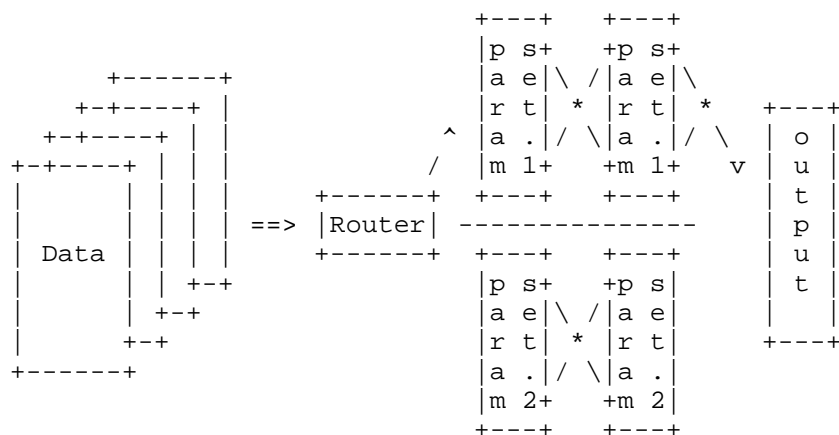 Data
Router
param
set.1
param
set.1
param
set.2
param
set.2
output